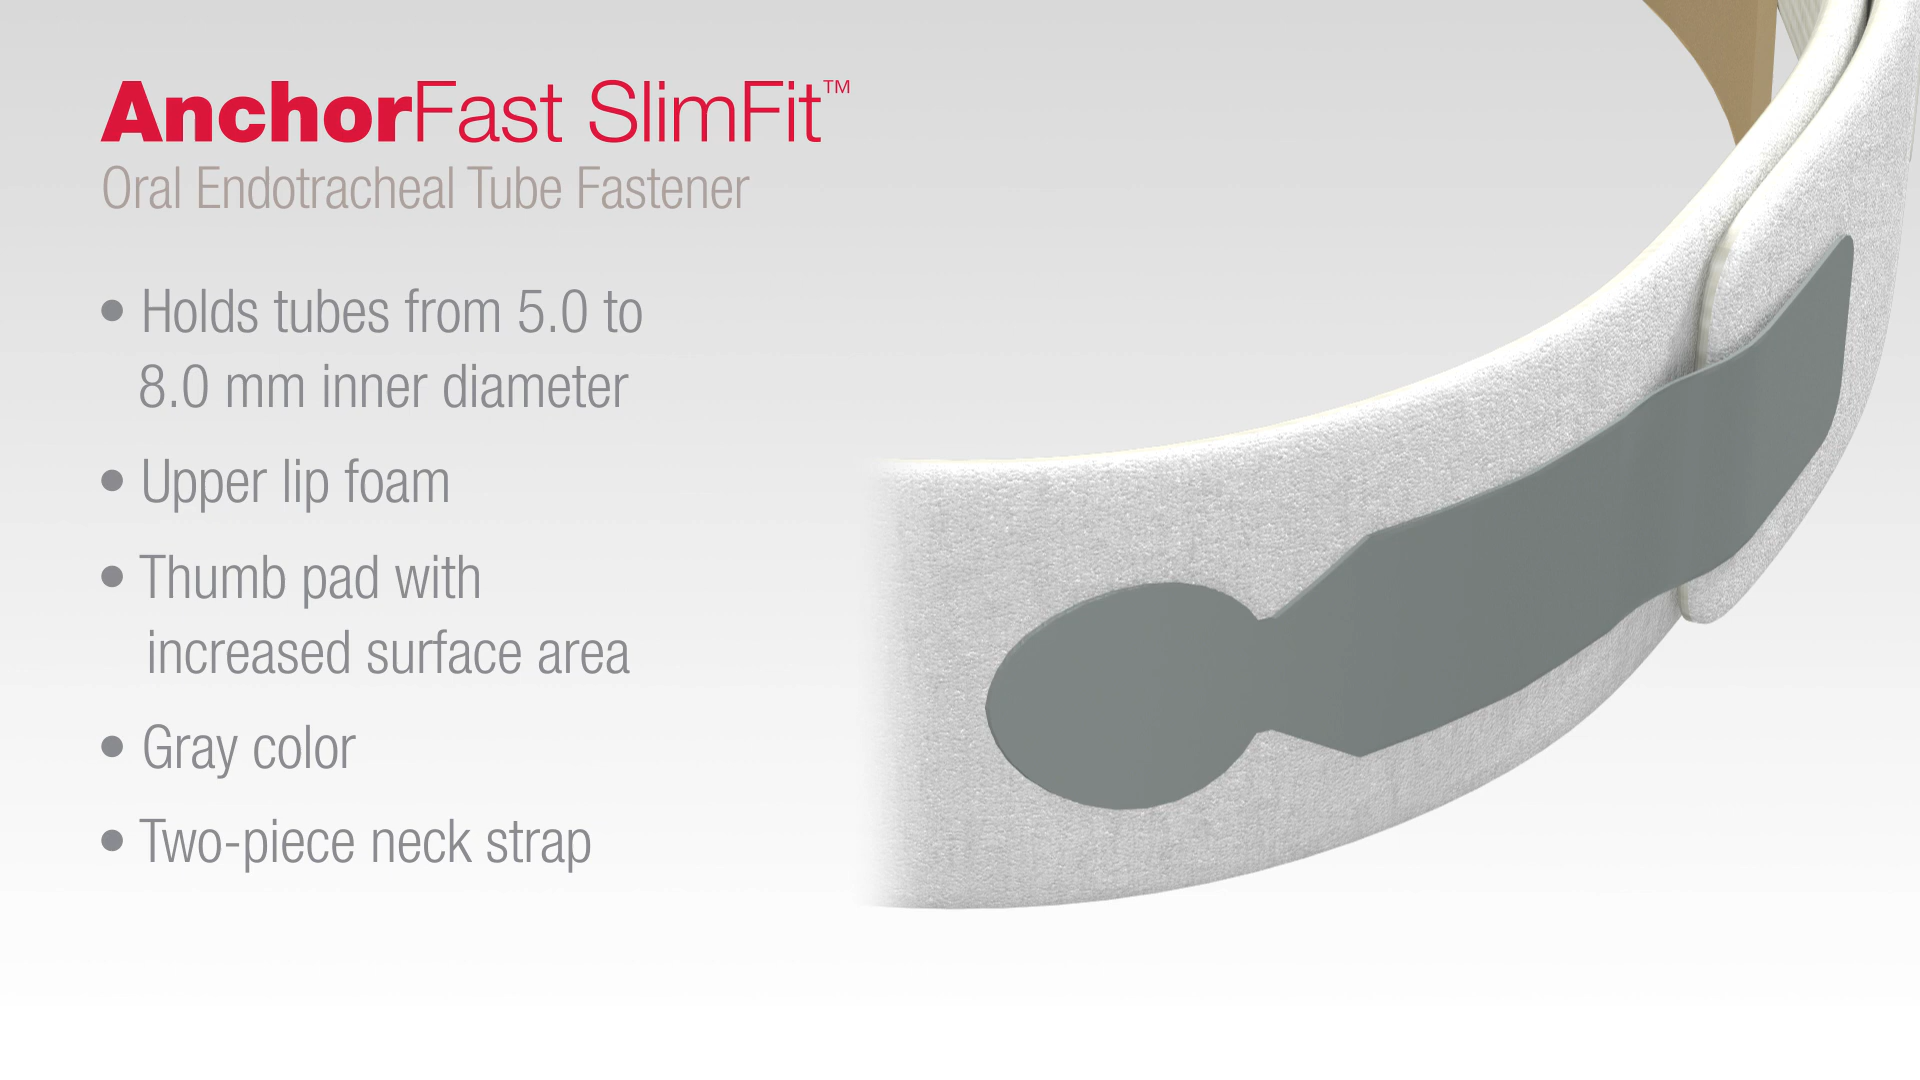 AnchorFast SlimFit™
Oral Endotracheal Tube Fastener
• Holds tubes from 5.0 to
8.0 mm inner diameter
• Upper lip foam
• Thumb pad with
increased surface area
• Gray color
• Two-piece neck strap